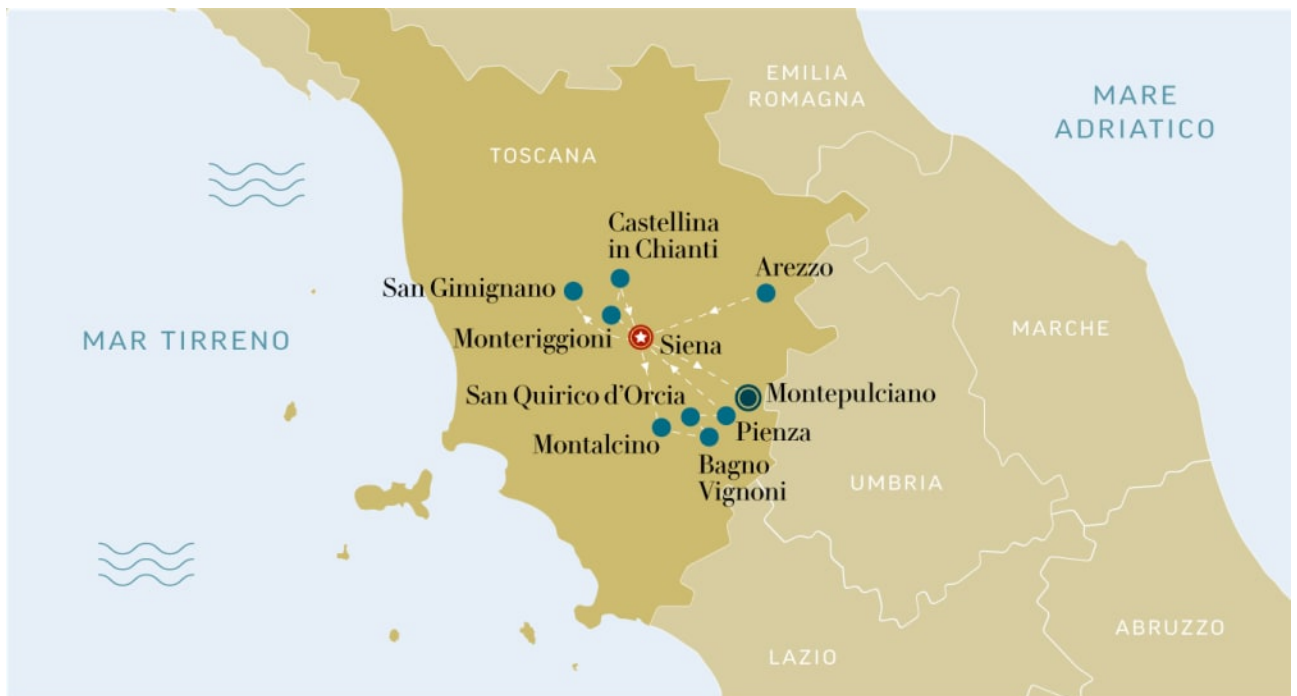 EMILIA
ROMAGNA
MARE
ADRIATICO
TOSCANA
Castellina
in Chianti
Arezzo
San Gimignano
MARCHE
MAR TIRRENO
Monteriggioni
Siena
San Quirico d'Orcia
Montepulciano
Montalcino
Pienza
Bagno
Vignoni
UMBRIA
ABRUZZO
LAZIO